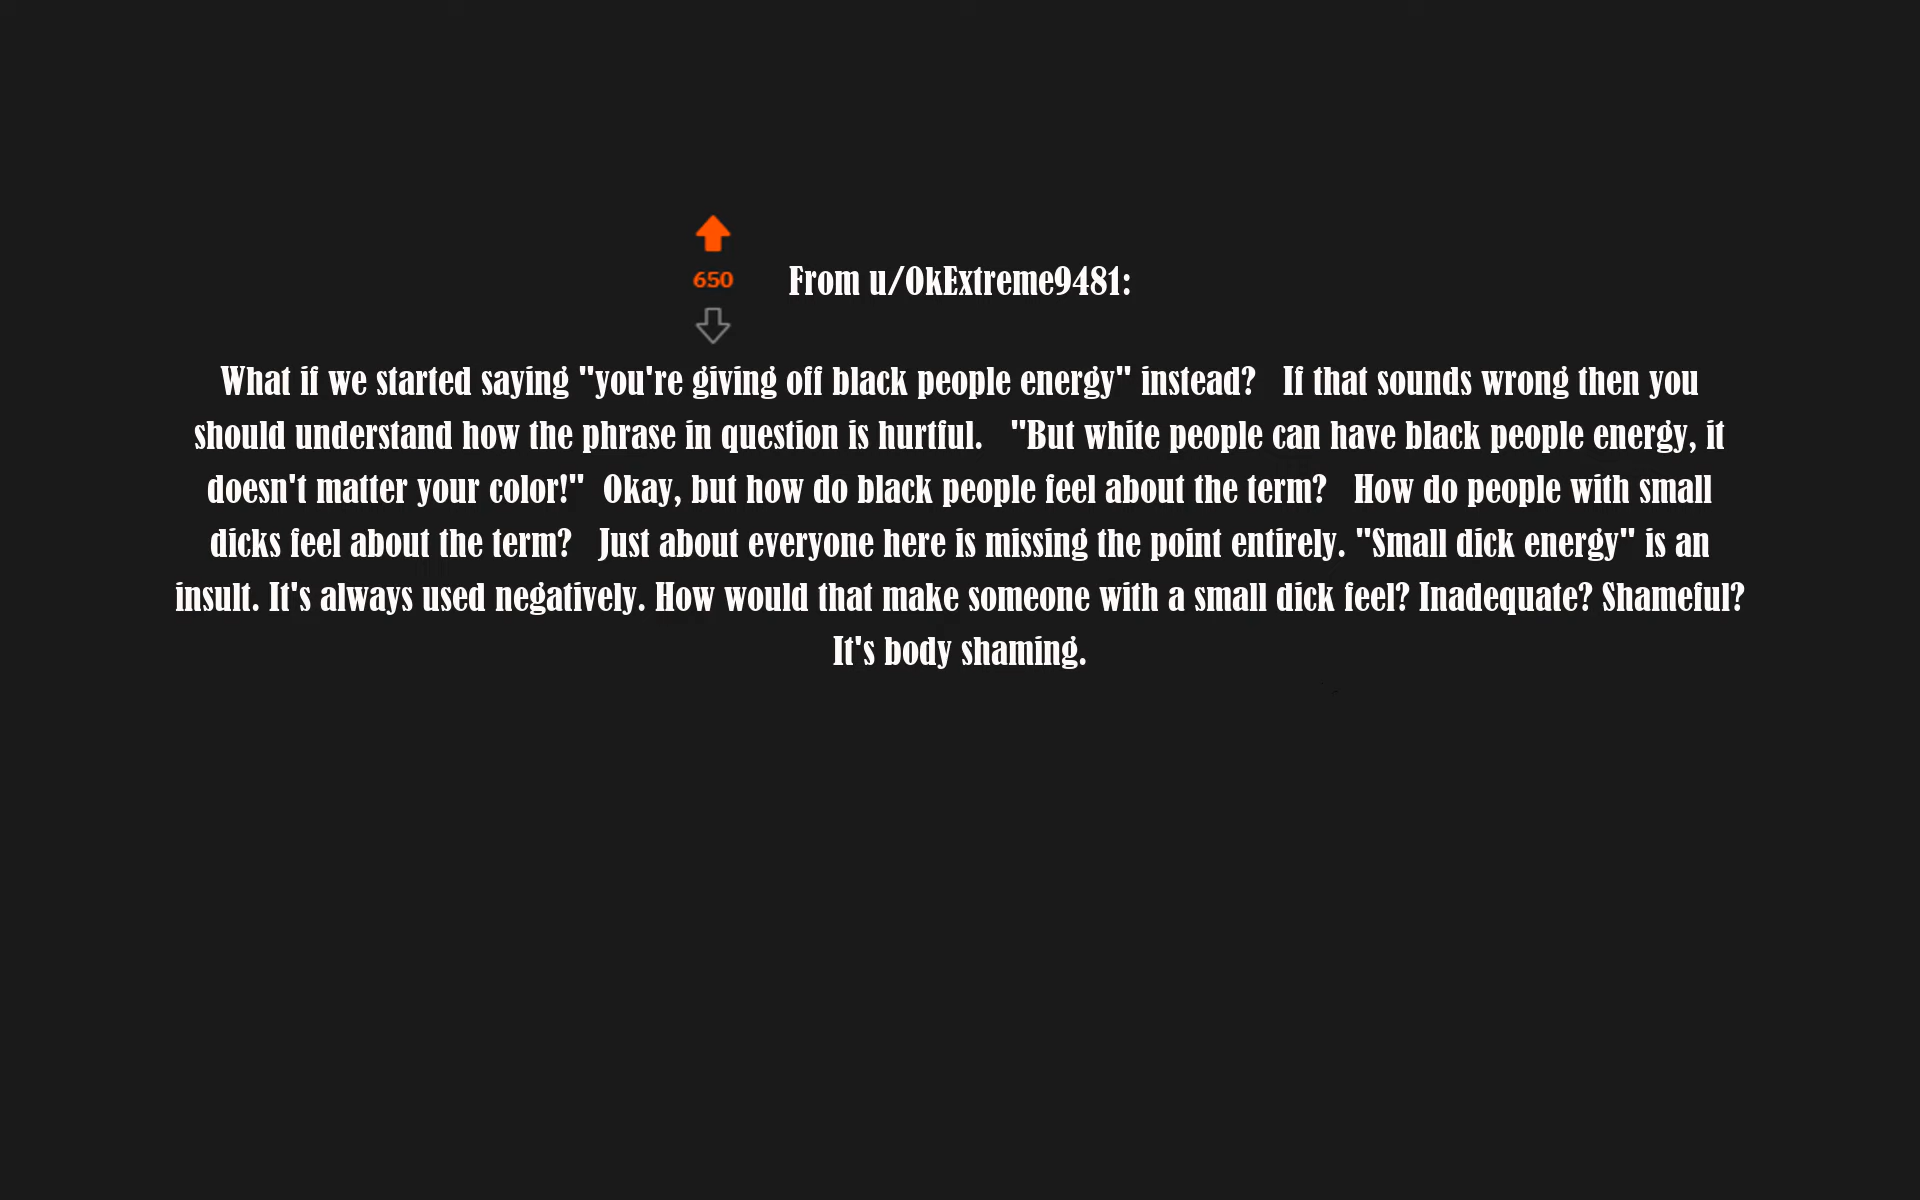 650
From u/OkExtreme9481:
What if we started saying "you're giving off black people energy" instead?   If that sounds wrong then you
should understand how the phrase in question is hurtful.   "But white people can have black people energy, it
doesn't matter your color!"  Okay, but how do black people feel about the term?   How do people with small
dicks feel about the term?   Just about everyone here is missing the point entirely. "Small dick energy" is an
insult. It's always used negatively. How would that make someone with a small dick feel? Inadequate? Shameful?
It's body shaming.